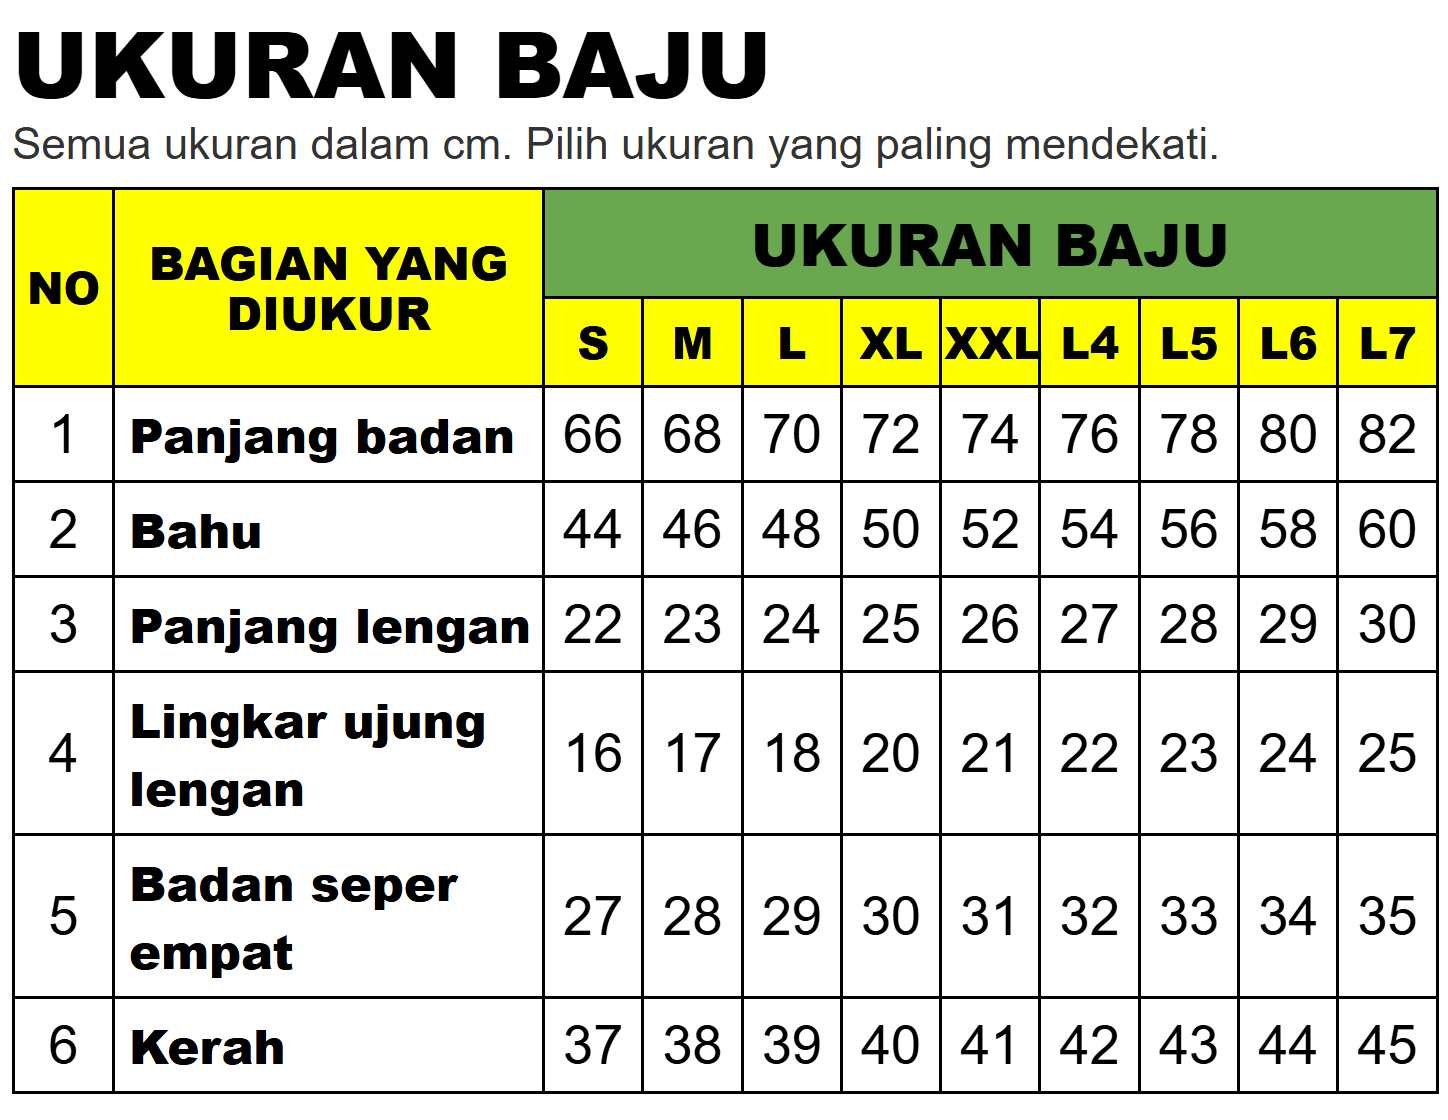 UKURAN BAJU
Semua ukuran dalam cm. Pilih ukuran yang paling mendekati.
NO BAGIAN YANG DIUKUR UKURAN BAJU
S M L XL XXL L4 L5 L6 L7
1 Panjang badan 66 68 70 72 74 76 78 80 82
2 Bahu 44 46 48 50 52 54 56 58 60
3 Panjang lengan 22 23 24 25 26 27 28 29 30
4 Lingkar ujung lengan 16 17 18 20 21 22 23 24 25
5 Badan seper empat 27 28 29 30 31 32 33 34 35
6 Kerah 37 38 39 40 41 42 43 44 45